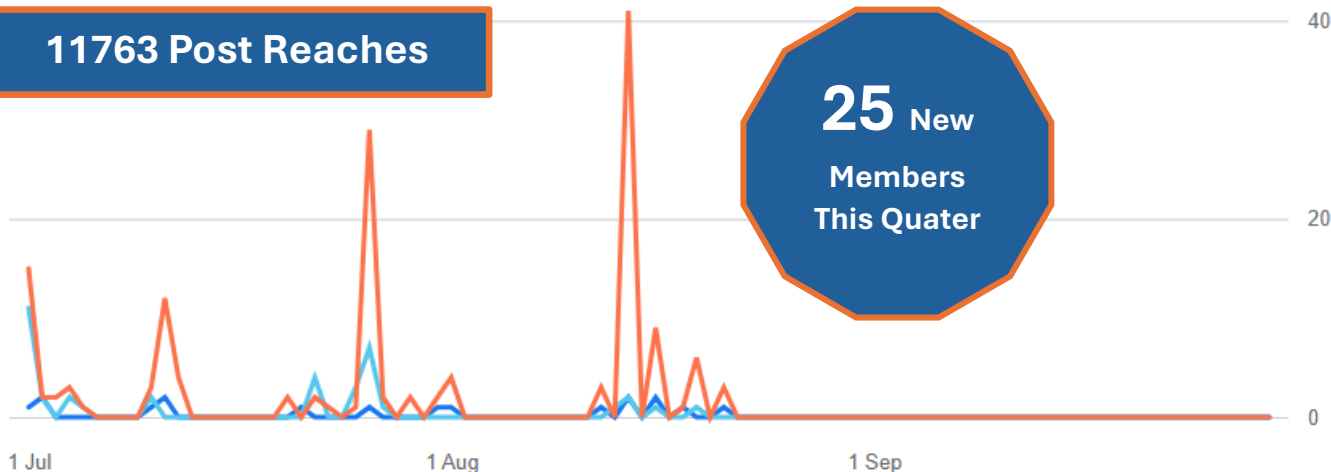 11763 Post Reaches
25 New
Members
This Quater
40
20
0
1 Jul
1 Aug
1 Sep